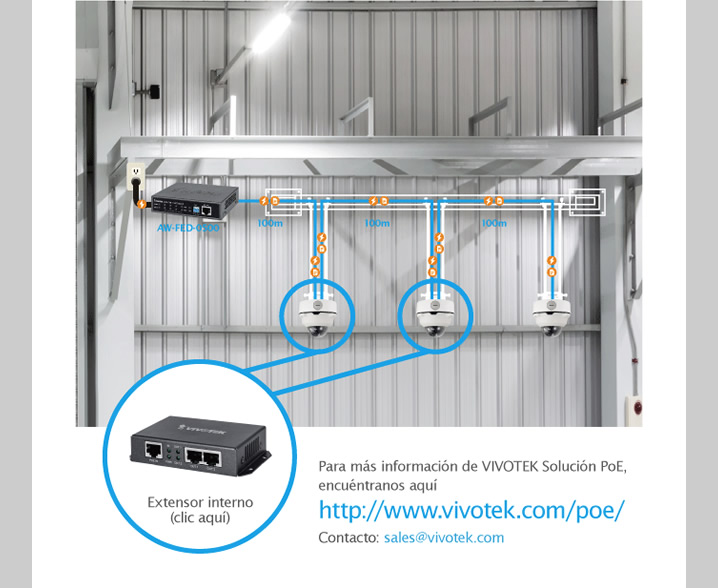 AW-FED-0500
100m
100m
100m
VIVOTEK
Extensor interno
(clic aquí)
Para más información de VIVOTEK Solución PoE,
encuéntranos aquí
http://www.vivotek.com/poe/
Contacto: sales@vivotek.com